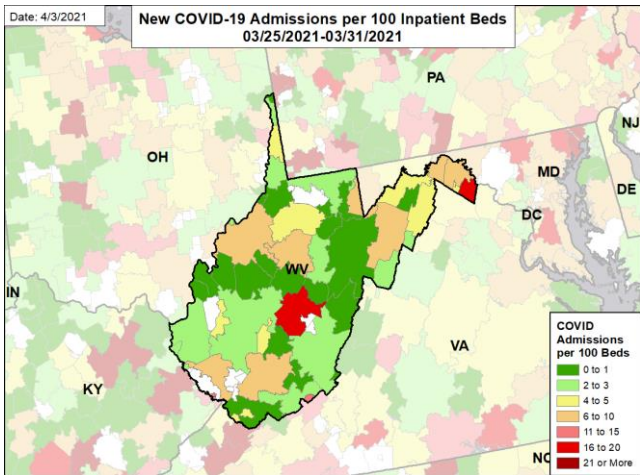 Date: 4/3/2021
New COVID-19 Admissions per 100 Inpatient Beds
03/25/2021-03/31/2021
PA
NJ
OH
MD
DE
DC
WV
IN
VA
KY
NC
COVID
Admissions
per 100 Beds
0 to 1
2 to 3
4 to 5
6 to 10
11 to 15
16 to 20
21 or More